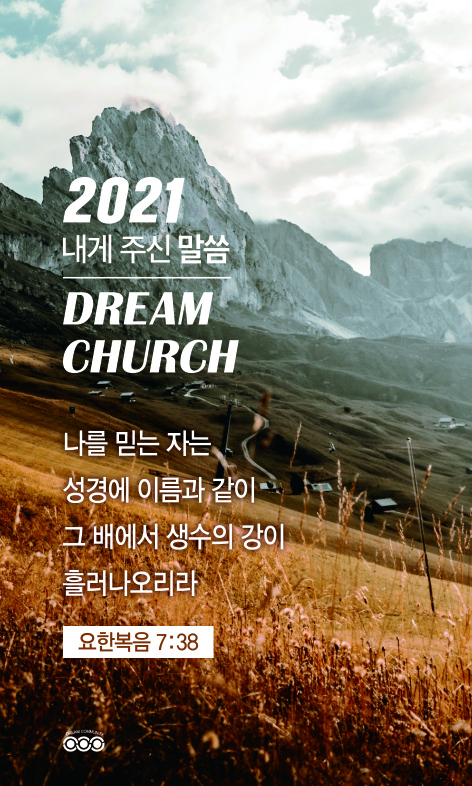 2021
내게 주신 말씀
DREAM
CHURCH
나를 믿는 자는
성경에 이름과 같이
그 배에서 생수의 강이
흘러나오리라
요한복음 7:38